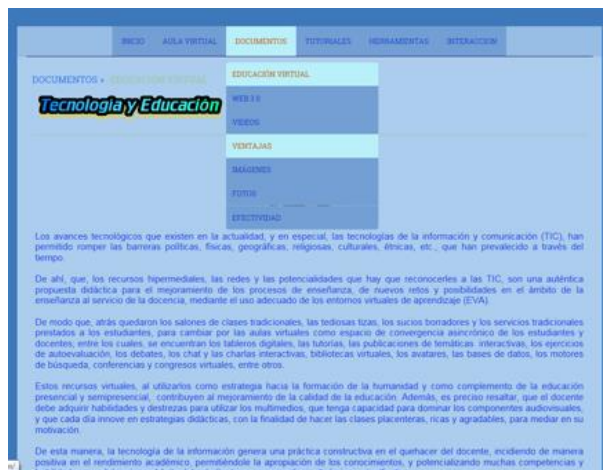 INICIO AULA VIRTUAL DOCUMENTOS TUTORIALES HERRAMIENTAS INTERACCION
DOCUMENTOS » EDUCACIÓN VIRTUAL
EDUCACIÓN VIRTUAL
Tecnología y Educación
WEB 3.0
VIDEOS
VENTAJAS
IMÁGENES
FOTOS
EFECTIVIDAD
Los avances tecnológicos que existen en la actualidad, y en especial, las tecnologías de la información y comunicación (TIC), han
permitido romper las barreras políticas, físicas, geográficas, religiosas, culturales, étnicas, etc., que han prevalecido a través del
tiempo.
De ahí, que, los recursos hipermediales, las redes y las potencialidades que hay que reconocerles a las TIC, son una auténtica
propuesta didáctica para el mejoramiento de los procesos de enseñanza, de nuevos retos y posibilidades en el ámbito de la
enseñanza al servicio de la docencia, mediante el uso adecuado de los entornos virtuales de aprendizaje (EVA).
De modo que, atrás quedaron los salones de clases tradicionales, las tediosas tizas, los sucios borradores y los servicios tradicionales
prestados a los estudiantes, para cambiar por las aulas virtuales como espacio de convergencia asincrónico de los estudiantes y
docentes; entre los cuales, se encuentran los tableros digitales, las tutorías, las publicaciones de temáticas interactivas, los ejercicios
de autoevaluación, los debates, los chat y las charlas interactivas, bibliotecas virtuales, los avatares, las bases de datos, los motores
de búsqueda, conferencias y congresos virtuales, entre otros.
Estos recursos virtuales, al utilizarlos como estrategia hacia la formación de la humanidad y como complemento de la educación
presencial y semipresencial, contribuyen al mejoramiento de la calidad de la educación. Además, es preciso resaltar, que el docente
debe adquirir habilidades y destrezas para utilizar los multimedios, que tenga capacidad para dominar los componentes audiovisuales,
y que cada día innove en estrategias didácticas, con la finalidad de hacer las clases placenteras, ricas y agradables, para mediar en su
motivación.
De esta manera, la tecnología de la información genera una práctica constructiva en el quehacer del docente, incidiendo de manera
positiva en el rendimiento académico, permitiéndole la apropiación de los conocimientos, y potencializando muchas competencias y